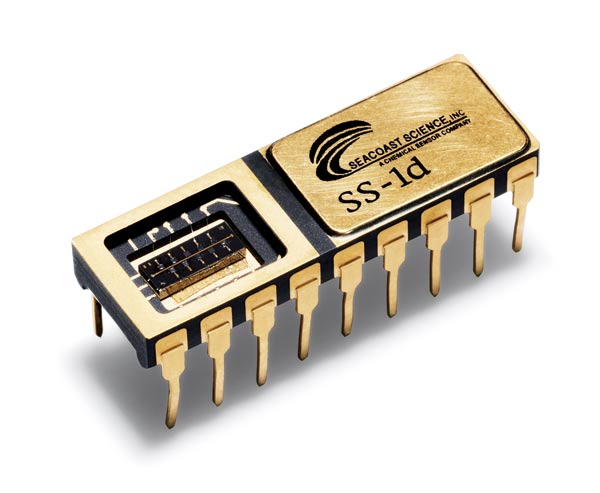 SEACOAST SCIENCE, INC
A CHEMICAL SENSOR COMPANY
SS-1d